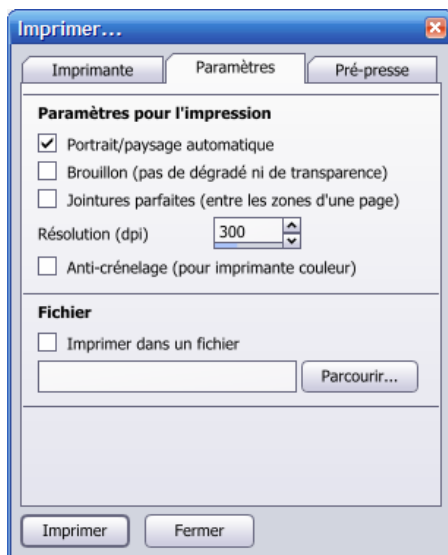 Imprimer...
Imprimante
Paramètres
Pré-presse
Paramètres pour l'impression
Portrait/paysage automatique
Brouillon (pas de dégradé ni de transparence)
Jointures parfaites (entre les zones d'une page)
Résolution (dpi)
300
Anti-crénelage (pour imprimante couleur)
Fichier
Imprimer dans un fichier
Parcourir...
Imprimer
Fermer